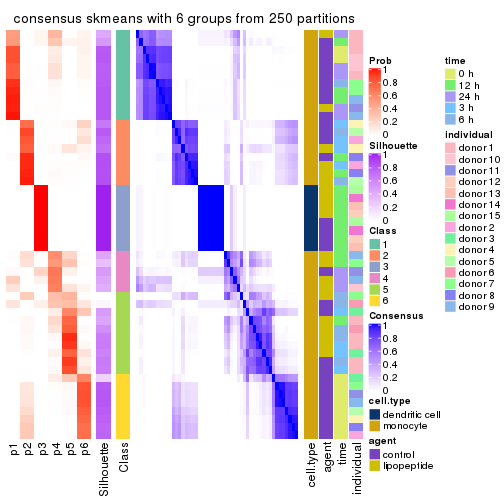 consensus skmeans with 6 groups from 250 partitions
p1
p2
p3
p4
p5
p6
Silhouette
Class
cell.type
agent
time
individual
Prob
1
0.8
0.6
0.4
0.2
0
Silhouette
1
0.8
0.6
0.4
0.2
0
Class
1
2
3
4
5
6
Consensus
1
0.8
0.6
0.4
0.2
0
cell.type
dendritic cell
monocyte
agent
control
lipopeptide
time
0 h
12 h
24 h
3 h
6 h
individual
donor 1
donor 10
donor 11
donor 12
donor 13
donor 14
donor 15
donor 2
donor 3
donor 4
donor 5
donor 6
donor 7
donor 8
donor 9